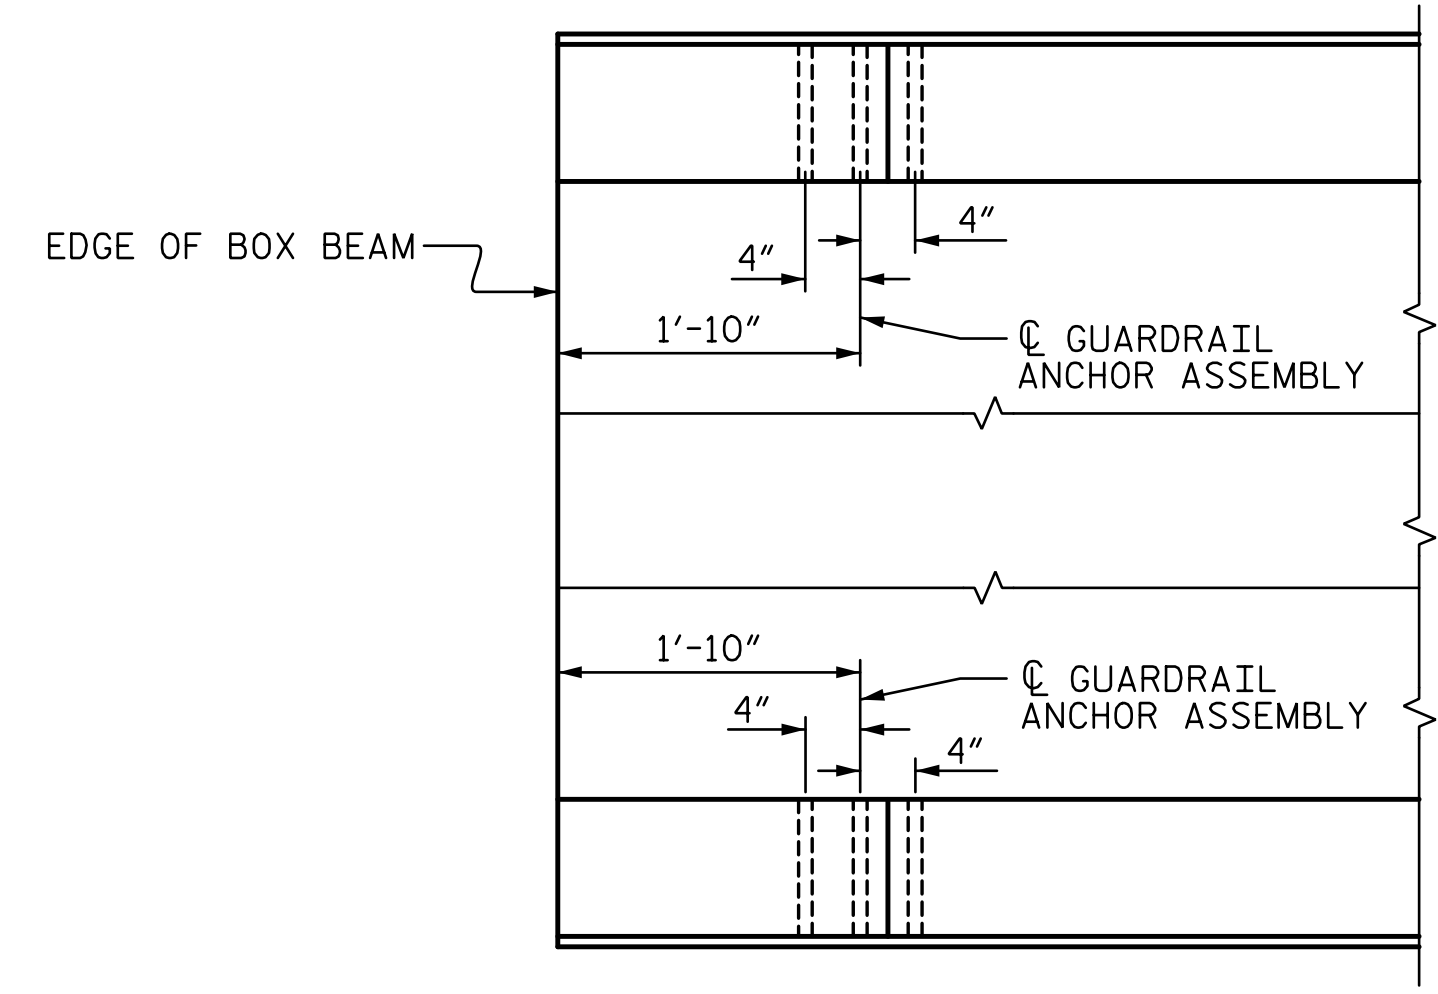 4"
EDGE OF BOX BEAM
4"
1'-10"
℄ GUARDRAIL
ANCHOR ASSEMBLY
1'-10"
℄ GUARDRAIL
4"
ANCHOR ASSEMBLY
4"